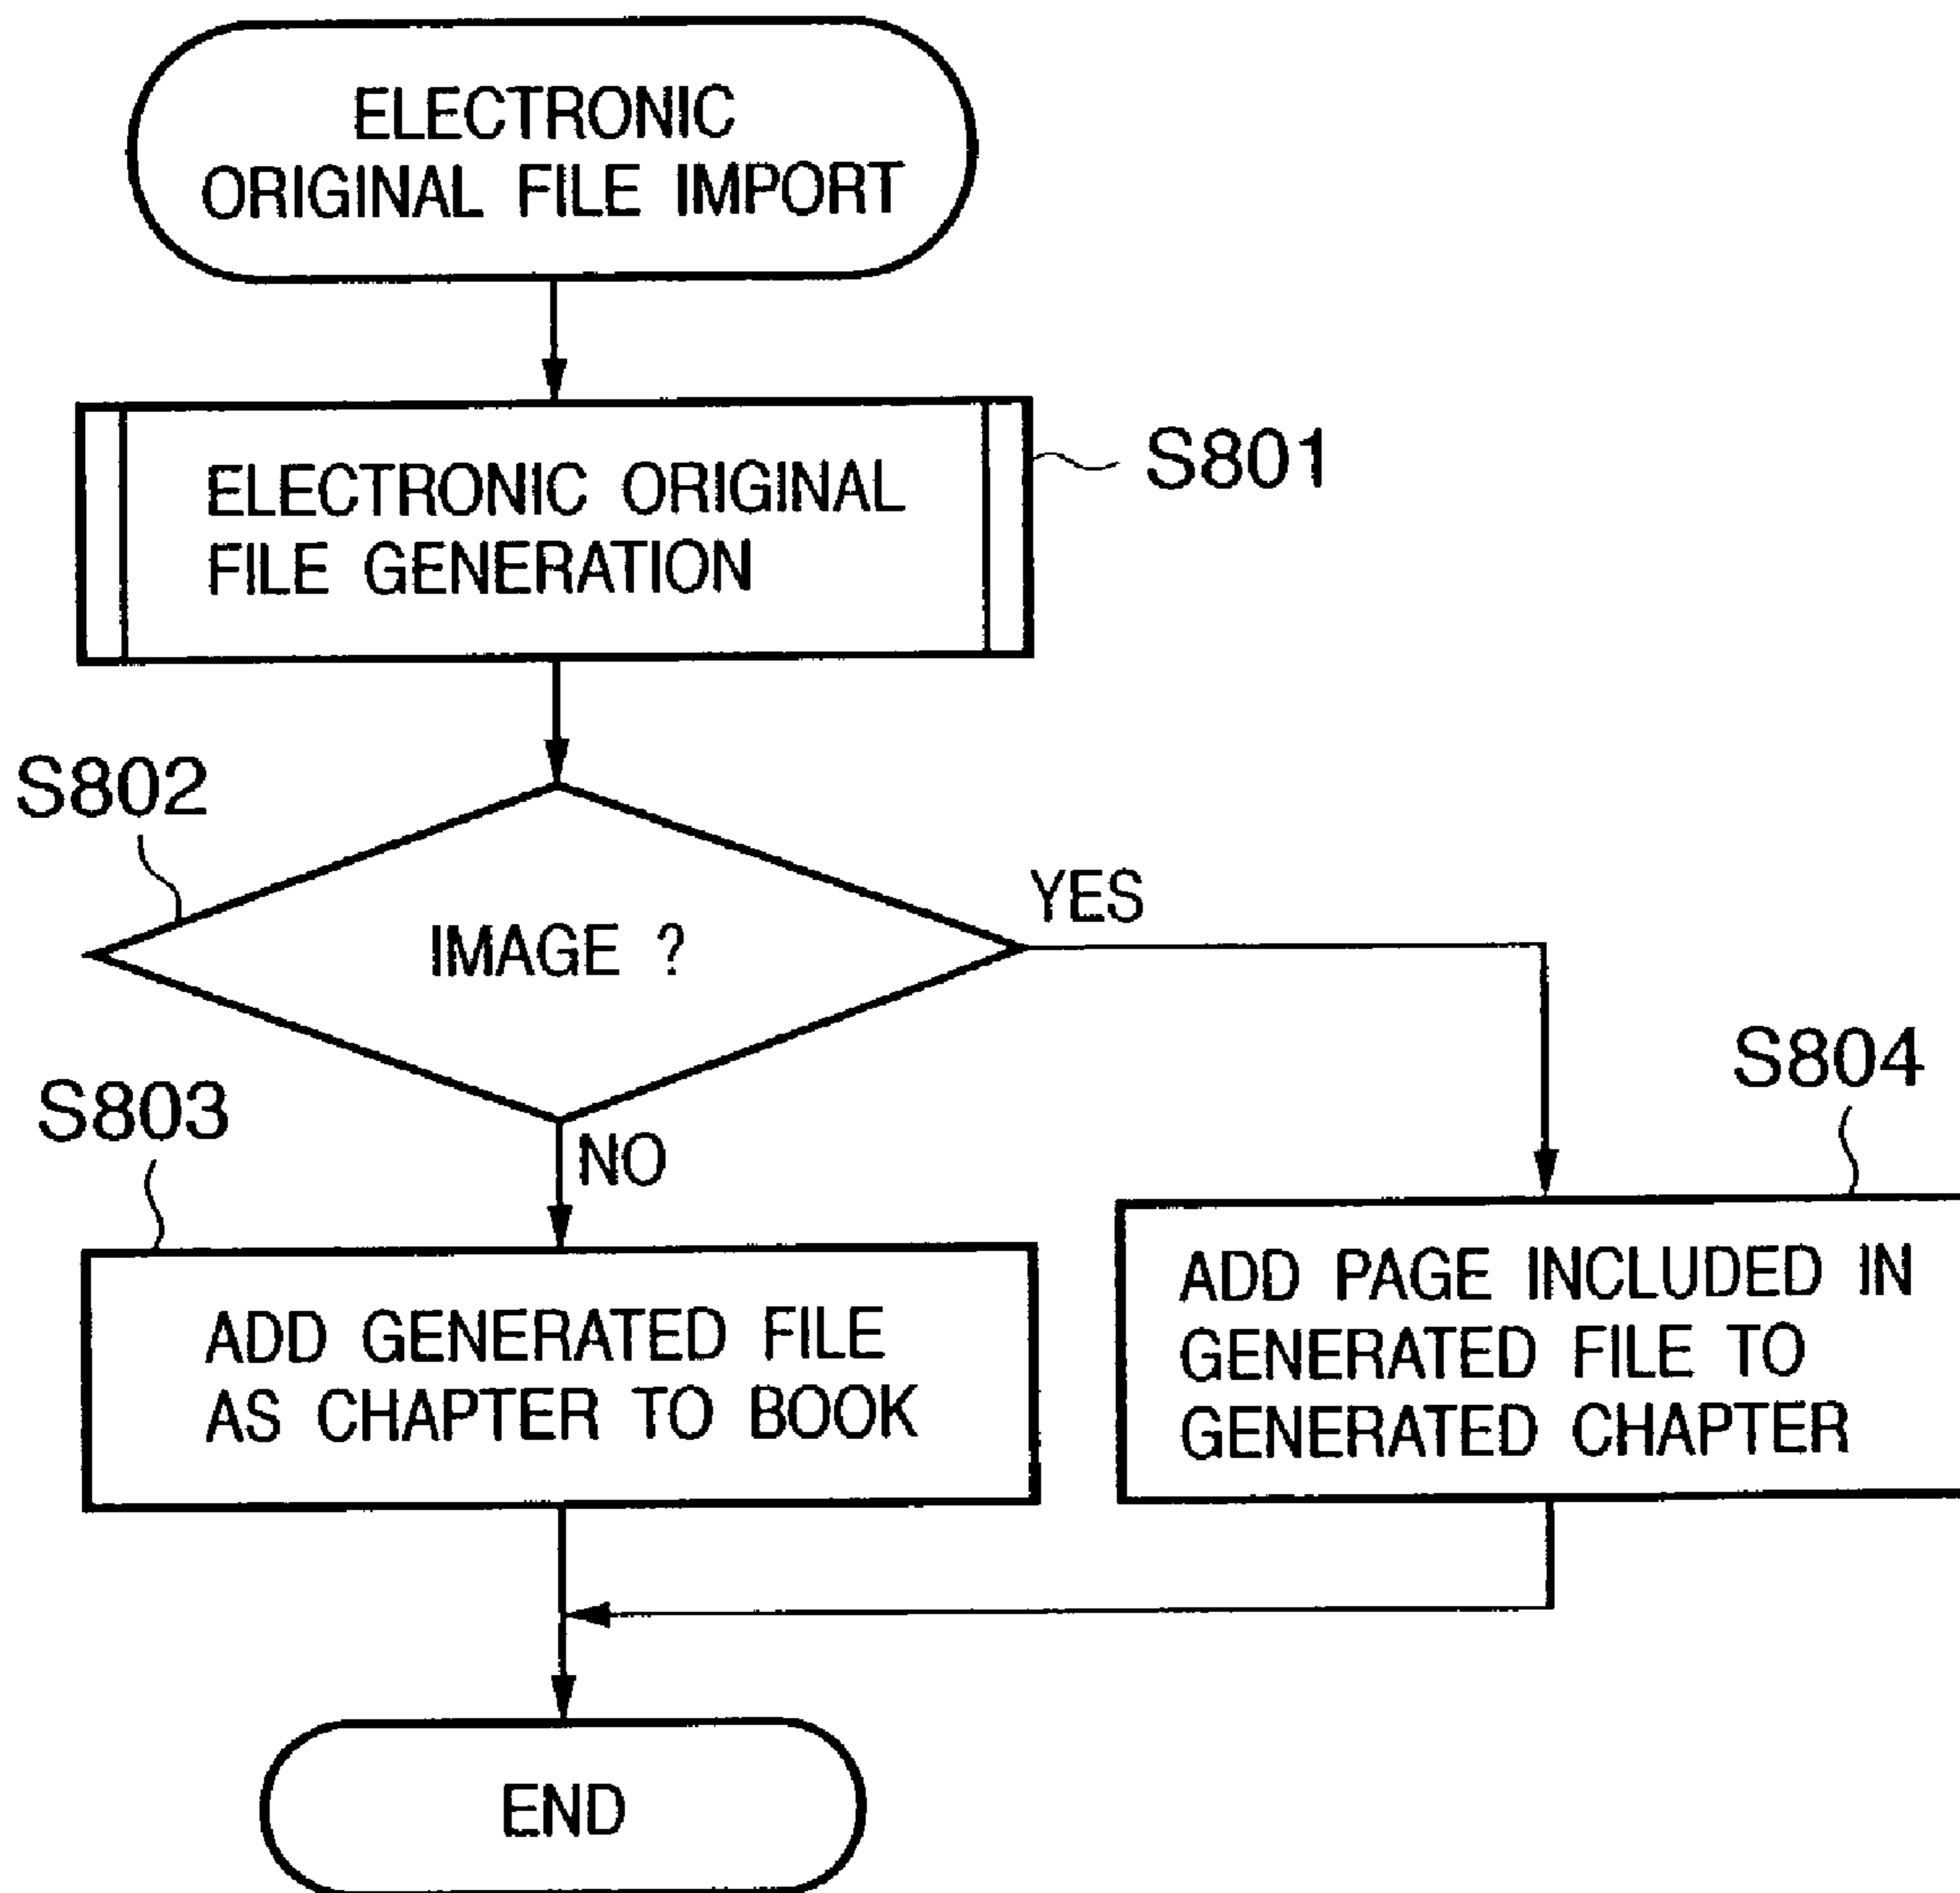 ELECTRONIC
ORIGINAL FILE IMPORT
ELECTRONIC ORIGINAL
FILE GENERATION
S801
S802
IMAGE ?
YES
NO
S803
ADD GENERATED FILE
AS CHAPTER TO BOOK
S804
ADD PAGE INCLUDED IN
GENERATED FILE TO
GENERATED CHAPTER
END